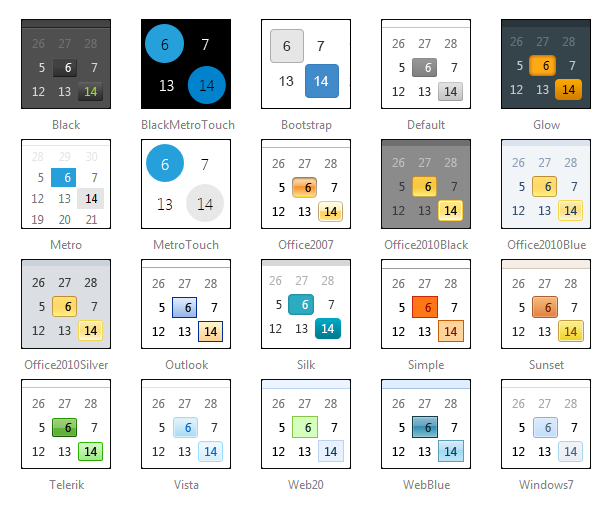 26 27 28
5 6 7
12 13 14
Black
6 7
13 14
BlackMetroTouch
6 7
13 14
Bootstrap
26 27 28
5 6 7
12 13 14
Default
26 27 28
5 6 7
12 13 14
Glow
28 29 30
5 6 7
12 13 14
19 20 21
Metro
6 7
13 14
MetroTouch
26 27 28
5 6 7
12 13 14
Office2007
26 27 28
5 6 7
12 13 14
Office2010Black
26 27 28
5 6 7
12 13 14
Office2010Blue
26 27 28
5 6 7
12 13 14
Office2010Silver
26 27 28
5 6 7
12 13 14
Outlook
26 27 28
5 6 7
12 13 14
Silk
26 27 28
5 6 7
12 13 14
Simple
26 27 28
5 6 7
12 13 14
Sunset
26 27 28
5 6 7
12 13 14
Telerik
26 27 28
5 6 7
12 13 14
Vista
26 27 28
5 6 7
12 13 14
Web20
26 27 28
5 6 7
12 13 14
WebBlue
26 27 28
5 6 7
12 13 14
Windows7